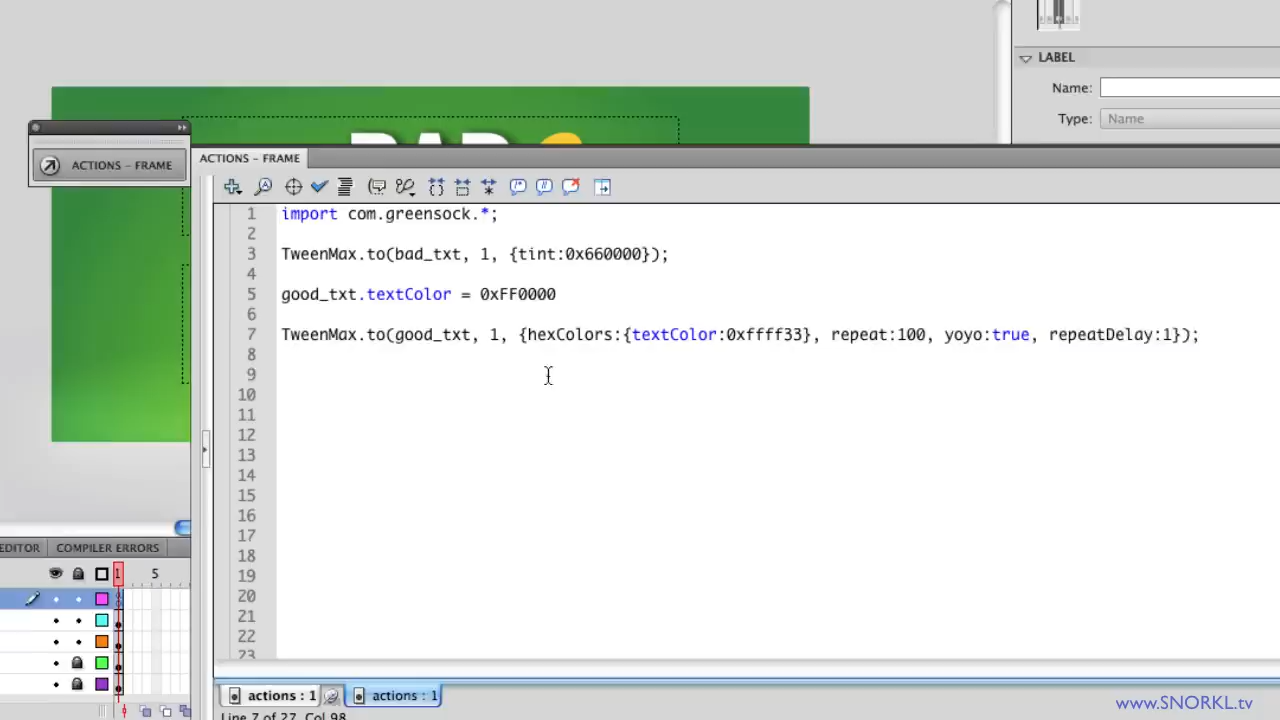 LABEL
Name:
Type: Name
BAD
ACTIONS - FRAME
ACTIONS - FRAME
1 import com.greensock.*;
2
3 TweenMax.to(bad_txt, 1, {tint:0x660000});
4
5 good_txt.textColor = 0xFF0000
6
7 TweenMax.to(good_txt, 1, {hexColors:{textColor:0xffff33}, repeat:100, yoyo:true, repeatDelay:1});
8
9
10
11
12
13
14
15
16
17
18
19
20
21
22
23
EDITOR COMPILER ERRORS
1 5
actions : 1 actions : 1
Line 7 of 27, Col 98
www.SNORKL.tv